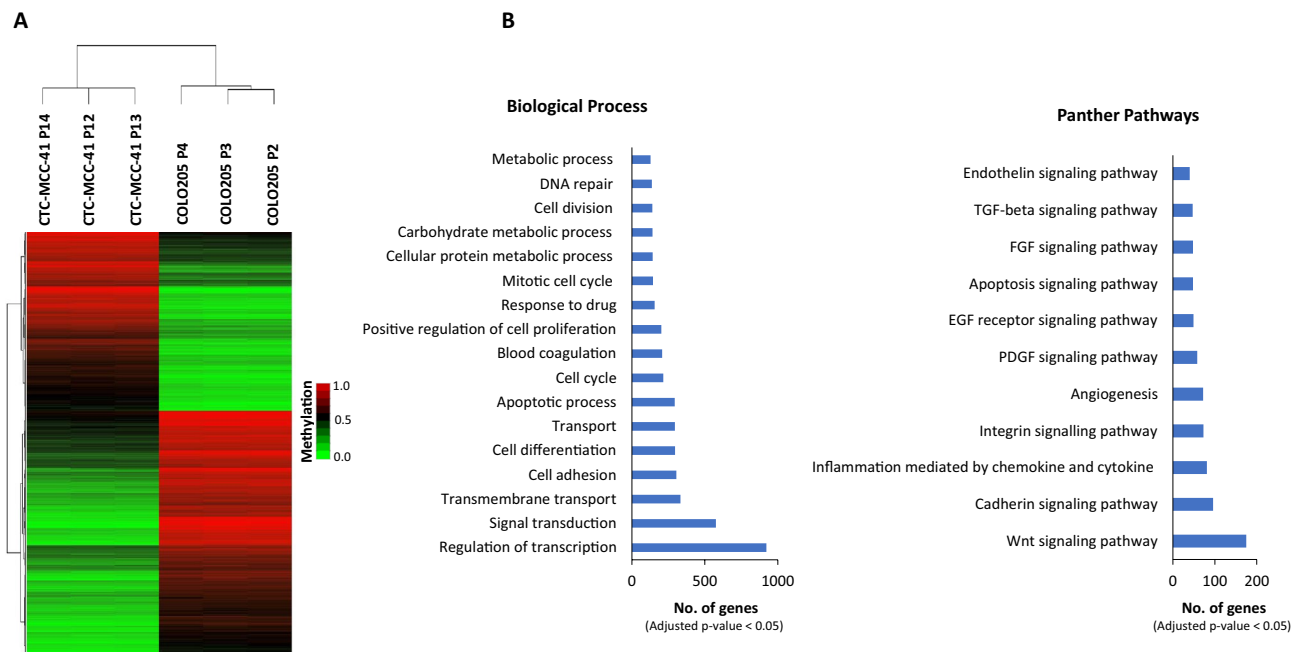 A
CTC-MCC-41 P14
CTC-MCC-41 P12
CTC-MCC-41 P13
COLO205 P4
COLO205 P3
COLO205 P2
Methylation
1.0
0.5
0.0
B
Biological Process
Metabolic process
DNA repair
Cell division
Carbohydrate metabolic process
Cellular protein metabolic process
Mitotic cell cycle
Response to drug
Positive regulation of cell proliferation
Blood coagulation
Cell cycle
Apoptotic process
Transport
Cell differentiation
Cell adhesion
Transmembrane transport
Signal transduction
Regulation of transcription
0 500 1000
No. of genes
(Adjusted p-value < 0.05)
Panther Pathways
Endothelin signaling pathway
TGF-beta signaling pathway
FGF signaling pathway
Apoptosis signaling pathway
EGF receptor signaling pathway
PDGF signaling pathway
Angiogenesis
Integrin signalling pathway
Inflammation mediated by chemokine and cytokine
Cadherin signaling pathway
Wnt signaling pathway
0 100 200
No. of genes
(Adjusted p-value < 0.05)